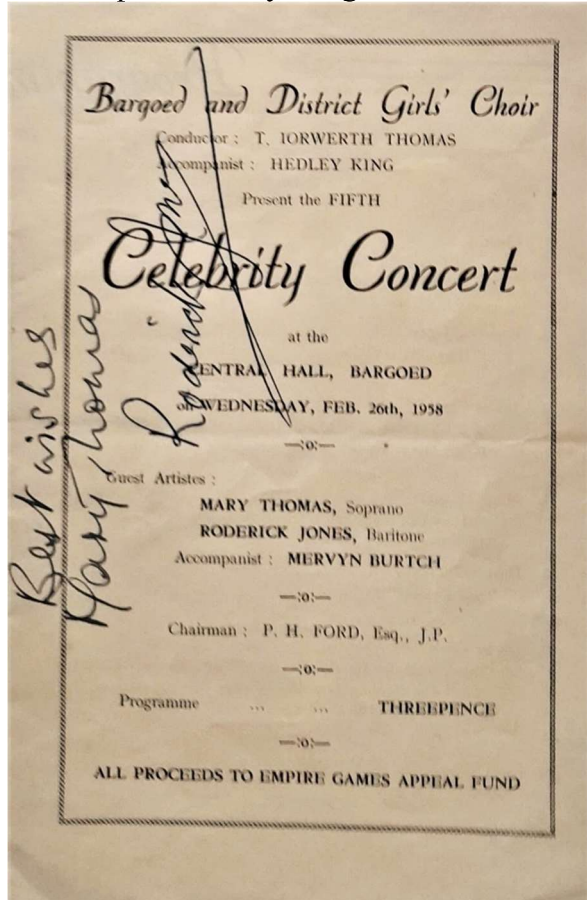 Bargoed and District Girls' Choir
Conductor : T. IORWERTH THOMAS
Accompanist : HEDLEY KING
Present the FIFTH
Celebrity Concert
at the
CENTRAL HALL, BARGOED
on WEDNESDAY, FEB. 26th, 1958
—:o:—
Guest Artistes :
MARY THOMAS, Soprano
RODERICK JONES, Baritone
Accompanist : MERVYN BURTCH
—:o:—
Chairman : P. H. FORD, Esq., J.P.
—:o:—
Programme ... ... THREEPENCE
—:o:—
ALL PROCEEDS TO EMPIRE GAMES APPEAL FUND
Best wishes
Mary Thomas
Roderick Jones